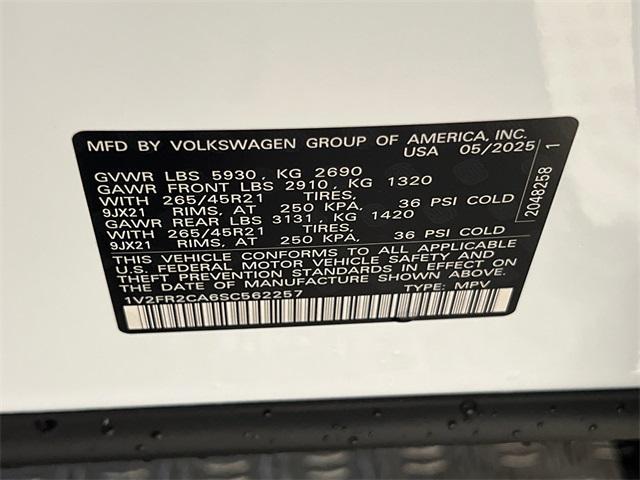 MFD BY VOLKSWAGEN GROUP OF AMERICA, INC.
USA 05/2025
GVWR LBS 5930, KG 2690
GAWR FRONT LBS 2910, KG 1320
WITH 265/45R21 TIRES,
9JX21 RIMS, AT 250 KPA, 36 PSI COLD
GAWR REAR LBS 3131, KG 1420
WITH 265/45R21 TIRES,
9JX21 RIMS, AT 250 KPA, 36 PSI COLD
THIS VEHICLE CONFORMS TO ALL APPLICABLE
U.S. FEDERAL MOTOR VEHICLE SAFETY AND
THEFT PREVENTION STANDARDS IN EFFECT ON
THE DATE OF MANUFACTURE SHOWN ABOVE.
1V2FR2CA6SC562257 TYPE: MPV
2048258 1